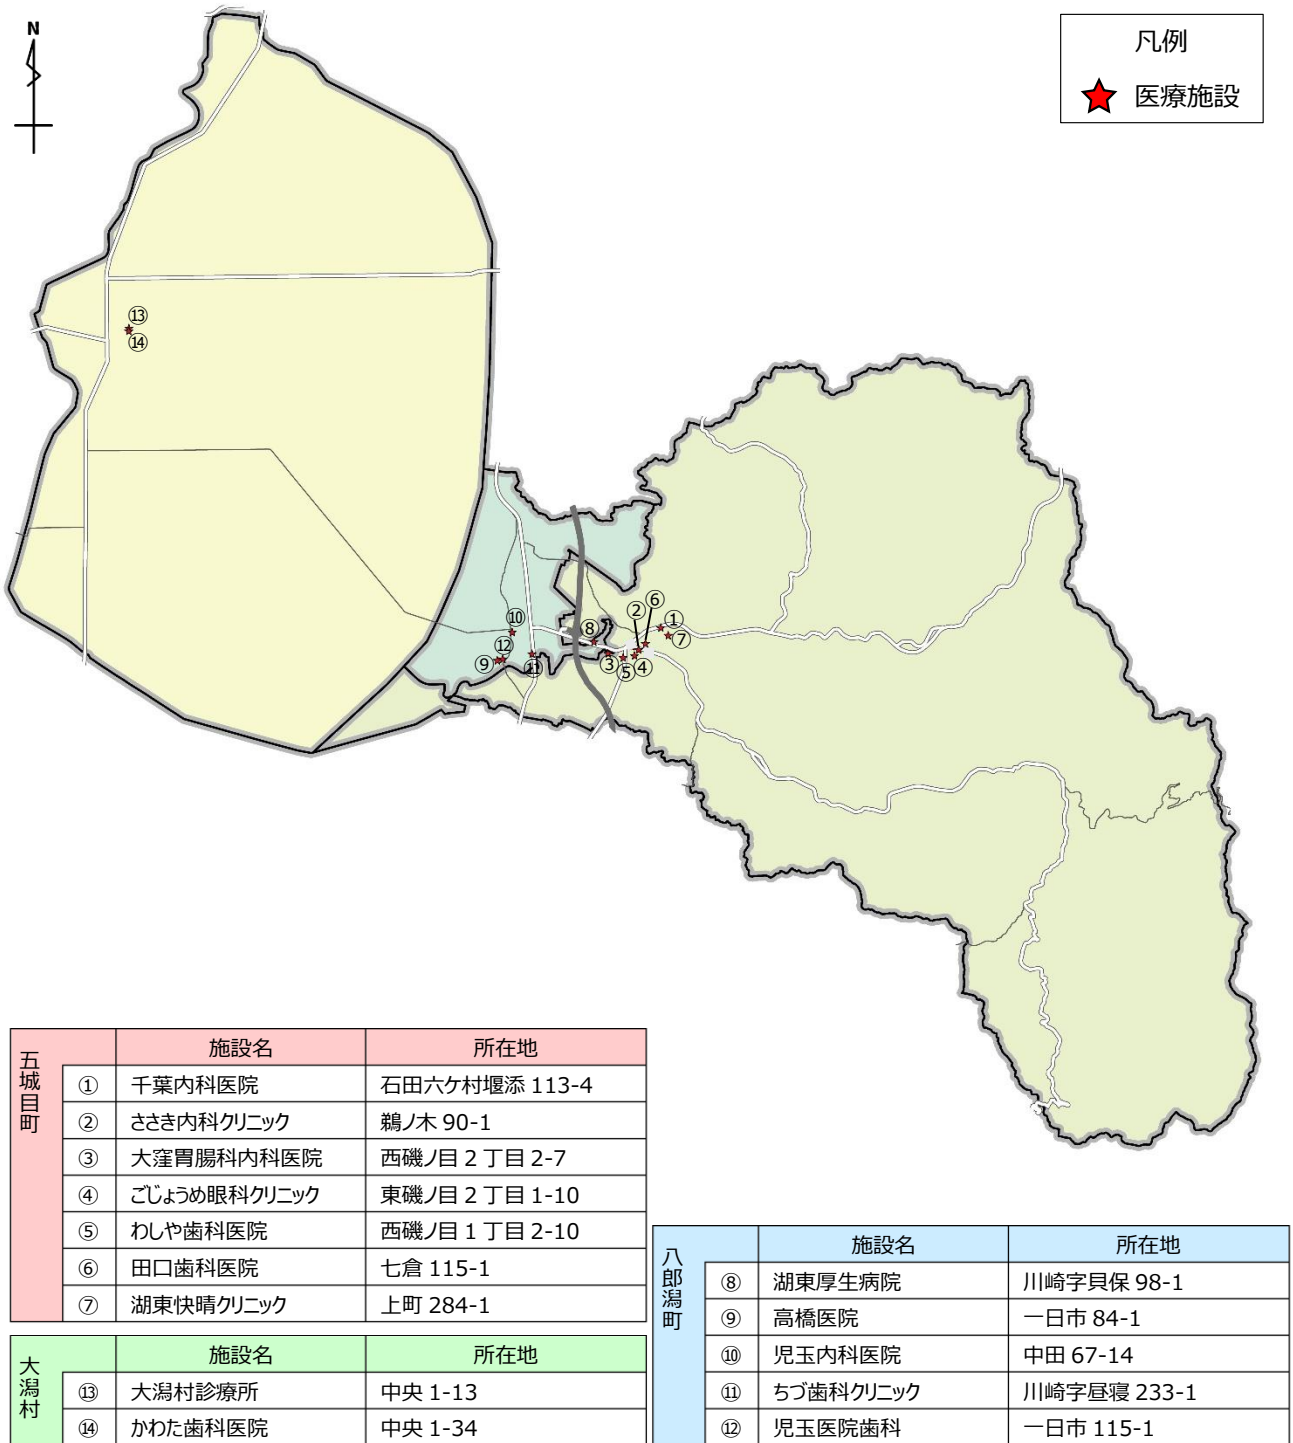 N
凡例
医療施設
⑬
⑭
⑥
②
①
⑩
⑧
⑦
⑫
⑨
⑪
③
⑤
④
五城目町
施設名 所在地
① 千葉内科医院 石田六ケ村堰添 113-4
② ささき内科クリニック 鵜ノ木 90-1
③ 大窪胃腸科内科医院 西磯ノ目 2 丁目 2-7
④ ごじょうめ眼科クリニック 東磯ノ目 2 丁目 1-10
⑤ わしや歯科医院 西磯ノ目 1 丁目 2-10
⑥ 田口歯科医院 七倉 115-1
⑦ 湖東快晴クリニック 上町 284-1
大潟村
施設名 所在地
⑬ 大潟村診療所 中央 1-13
⑭ かわた歯科医院 中央 1-34
八郎潟町
施設名 所在地
⑧ 湖東厚生病院 川崎字貝保 98-1
⑨ 高橋医院 一日市 84-1
⑩ 児玉内科医院 中田 67-14
⑪ ちづ歯科クリニック 川崎字昼寝 233-1
⑫ 児玉医院歯科 一日市 115-1